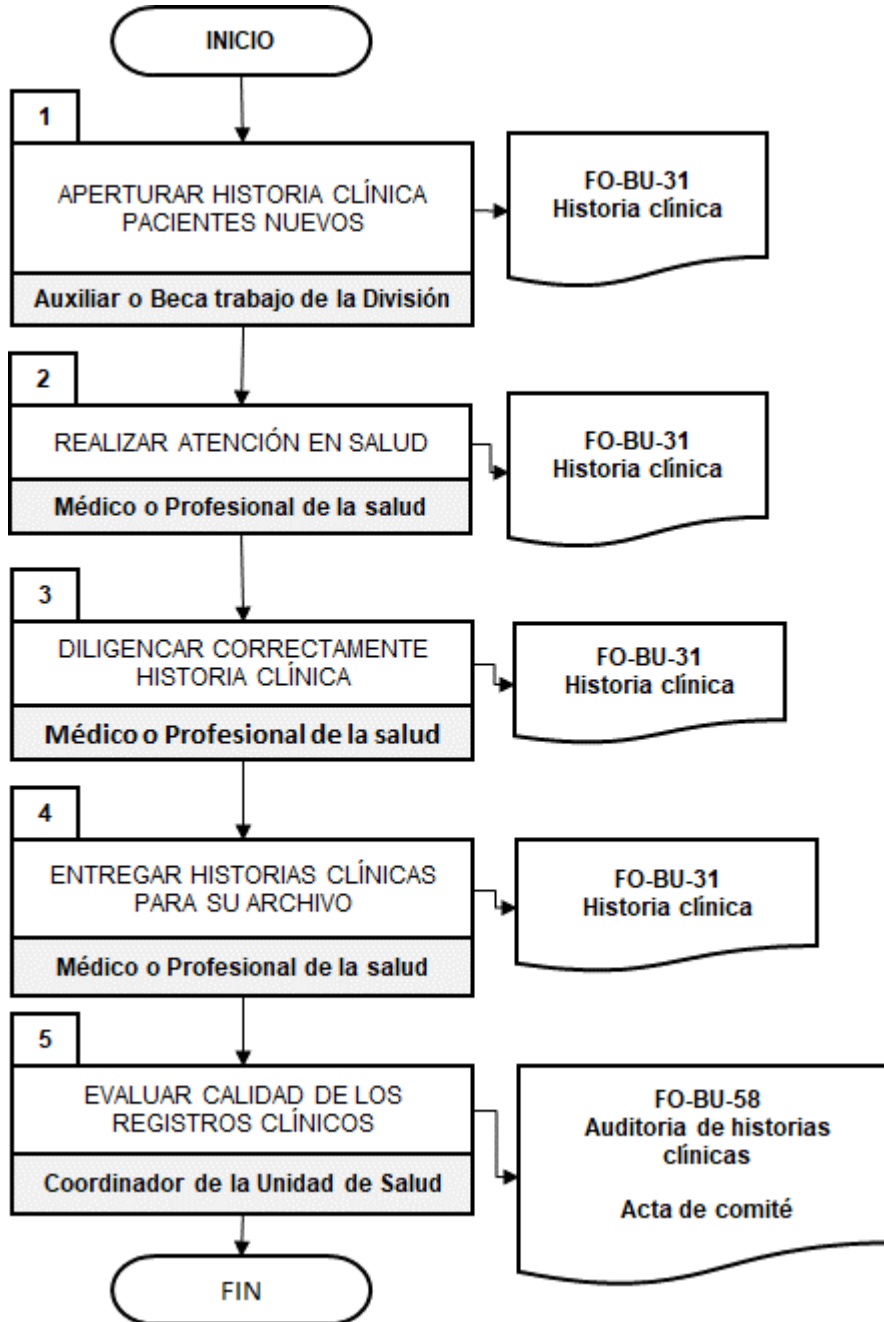 INICIO
1
APERTURAR HISTORIA CLÍNICA
PACIENTES NUEVOS
Auxiliar o Beca trabajo de la División
FO-BU-31
Historia clínica
2
REALIZAR ATENCIÓN EN SALUD
Médico o Profesional de la salud
FO-BU-31
Historia clínica
3
DILIGENCAR CORRECTAMENTE
HISTORIA CLÍNICA
Médico o Profesional de la salud
FO-BU-31
Historia clínica
4
ENTREGAR HISTORIAS CLÍNICAS
PARA SU ARCHIVO
Médico o Profesional de la salud
FO-BU-31
Historia clínica
5
EVALUAR CALIDAD DE LOS
REGISTROS CLÍNICOS
Coordinador de la Unidad de Salud
FO-BU-58
Auditoria de historias
clínicas
Acta de comité
FIN